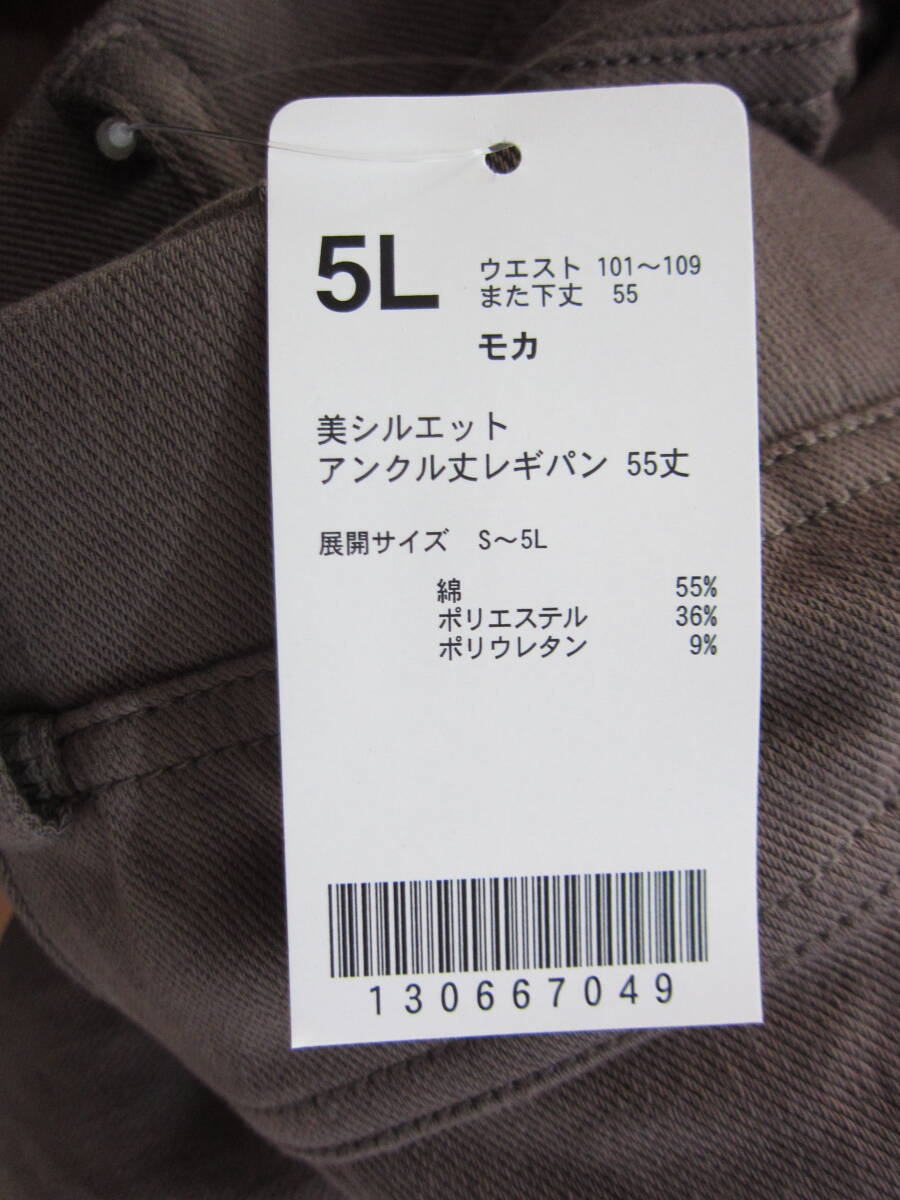 5L
ウエスト 101～109
また下丈 55
モカ
美シルエット
アンクル丈レギパン 55丈
展開サイズ S～5L
綿 55%
ポリエステル 36%
ポリウレタン 9%
130667049